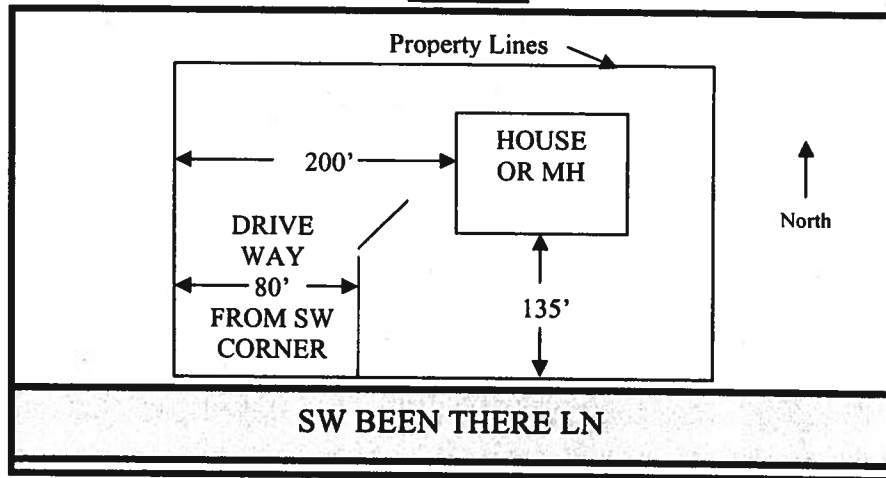 Property Lines
HOUSE
OR MH
200’
North
DRIVE
WAY
80’
FROM SW
CORNER
135’
SW BEEN THERE LN